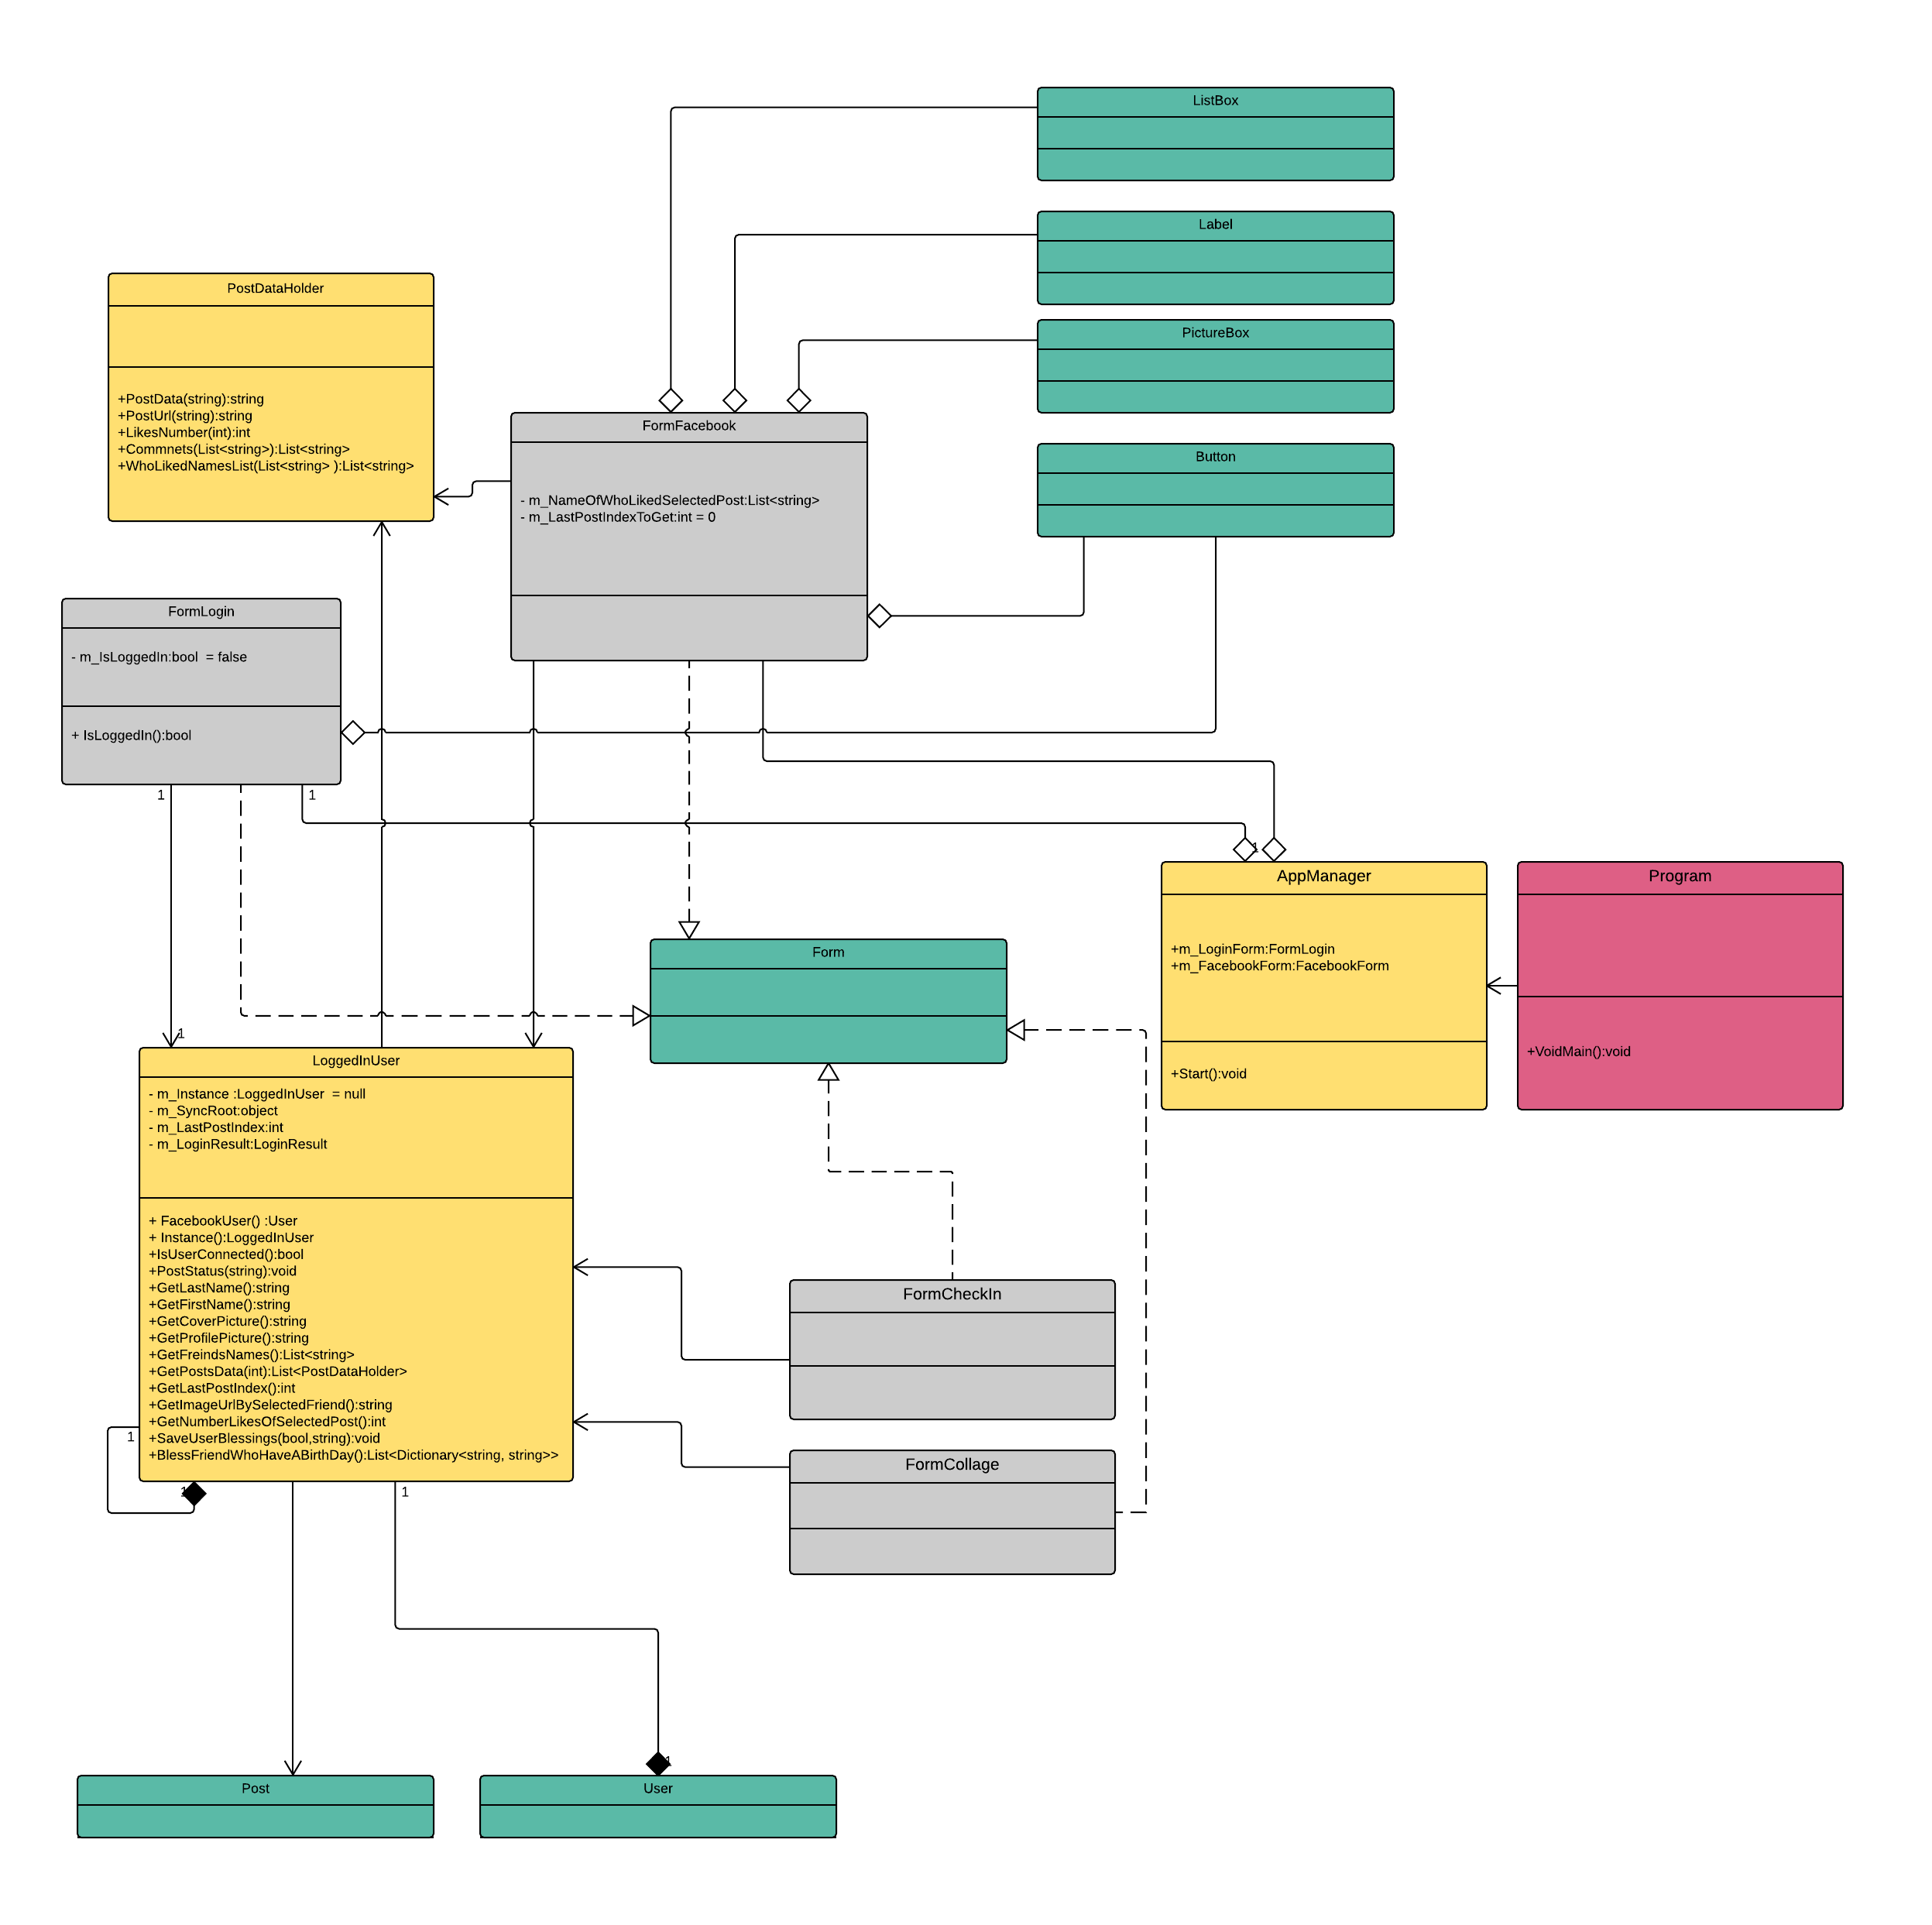 ListBox
Label
PostDataHolder
+PostData(string):string
+PostUrl(string):string
+LikesNumber(int):int
+Commnets(List<string>):List<string>
+WhoLikedNamesList(List<string> ):List<string>
PictureBox
FormFacebook
- m_NameOfWhoLikedSelectedPost:List<string>
- m_LastPostIndexToGet:int = 0
Button
FormLogin
- m_IsLoggedIn:bool  = false
+ IsLoggedIn():bool
1
1
1
AppManager
+m_LoginForm:FormLogin
+m_FacebookForm:FacebookForm
+Start():void
Program
+VoidMain():void
Form
1
LoggedInUser
- m_Instance :LoggedInUser  = null
- m_SyncRoot:object
- m_LastPostIndex:int
- m_LoginResult:LoginResult
+ FacebookUser() :User
+ Instance():LoggedInUser
+IsUserConnected():bool
+PostStatus(string):void
+GetLastName():string
+GetFirstName():string
+GetCoverPicture():string
+GetProfilePicture():string
+GetFreindsNames():List<string>
+GetPostsData(int):List<PostDataHolder>
+GetLastPostIndex():int
+GetImageUrlBySelectedFriend():string
+GetNumberLikesOfSelectedPost():int
+SaveUserBlessings(bool,string):void
+BlessFriendWhoHaveABirthDay():List<Dictionary<string, string>>
1
1
1
FormCheckIn
FormCollage
1
Post
User